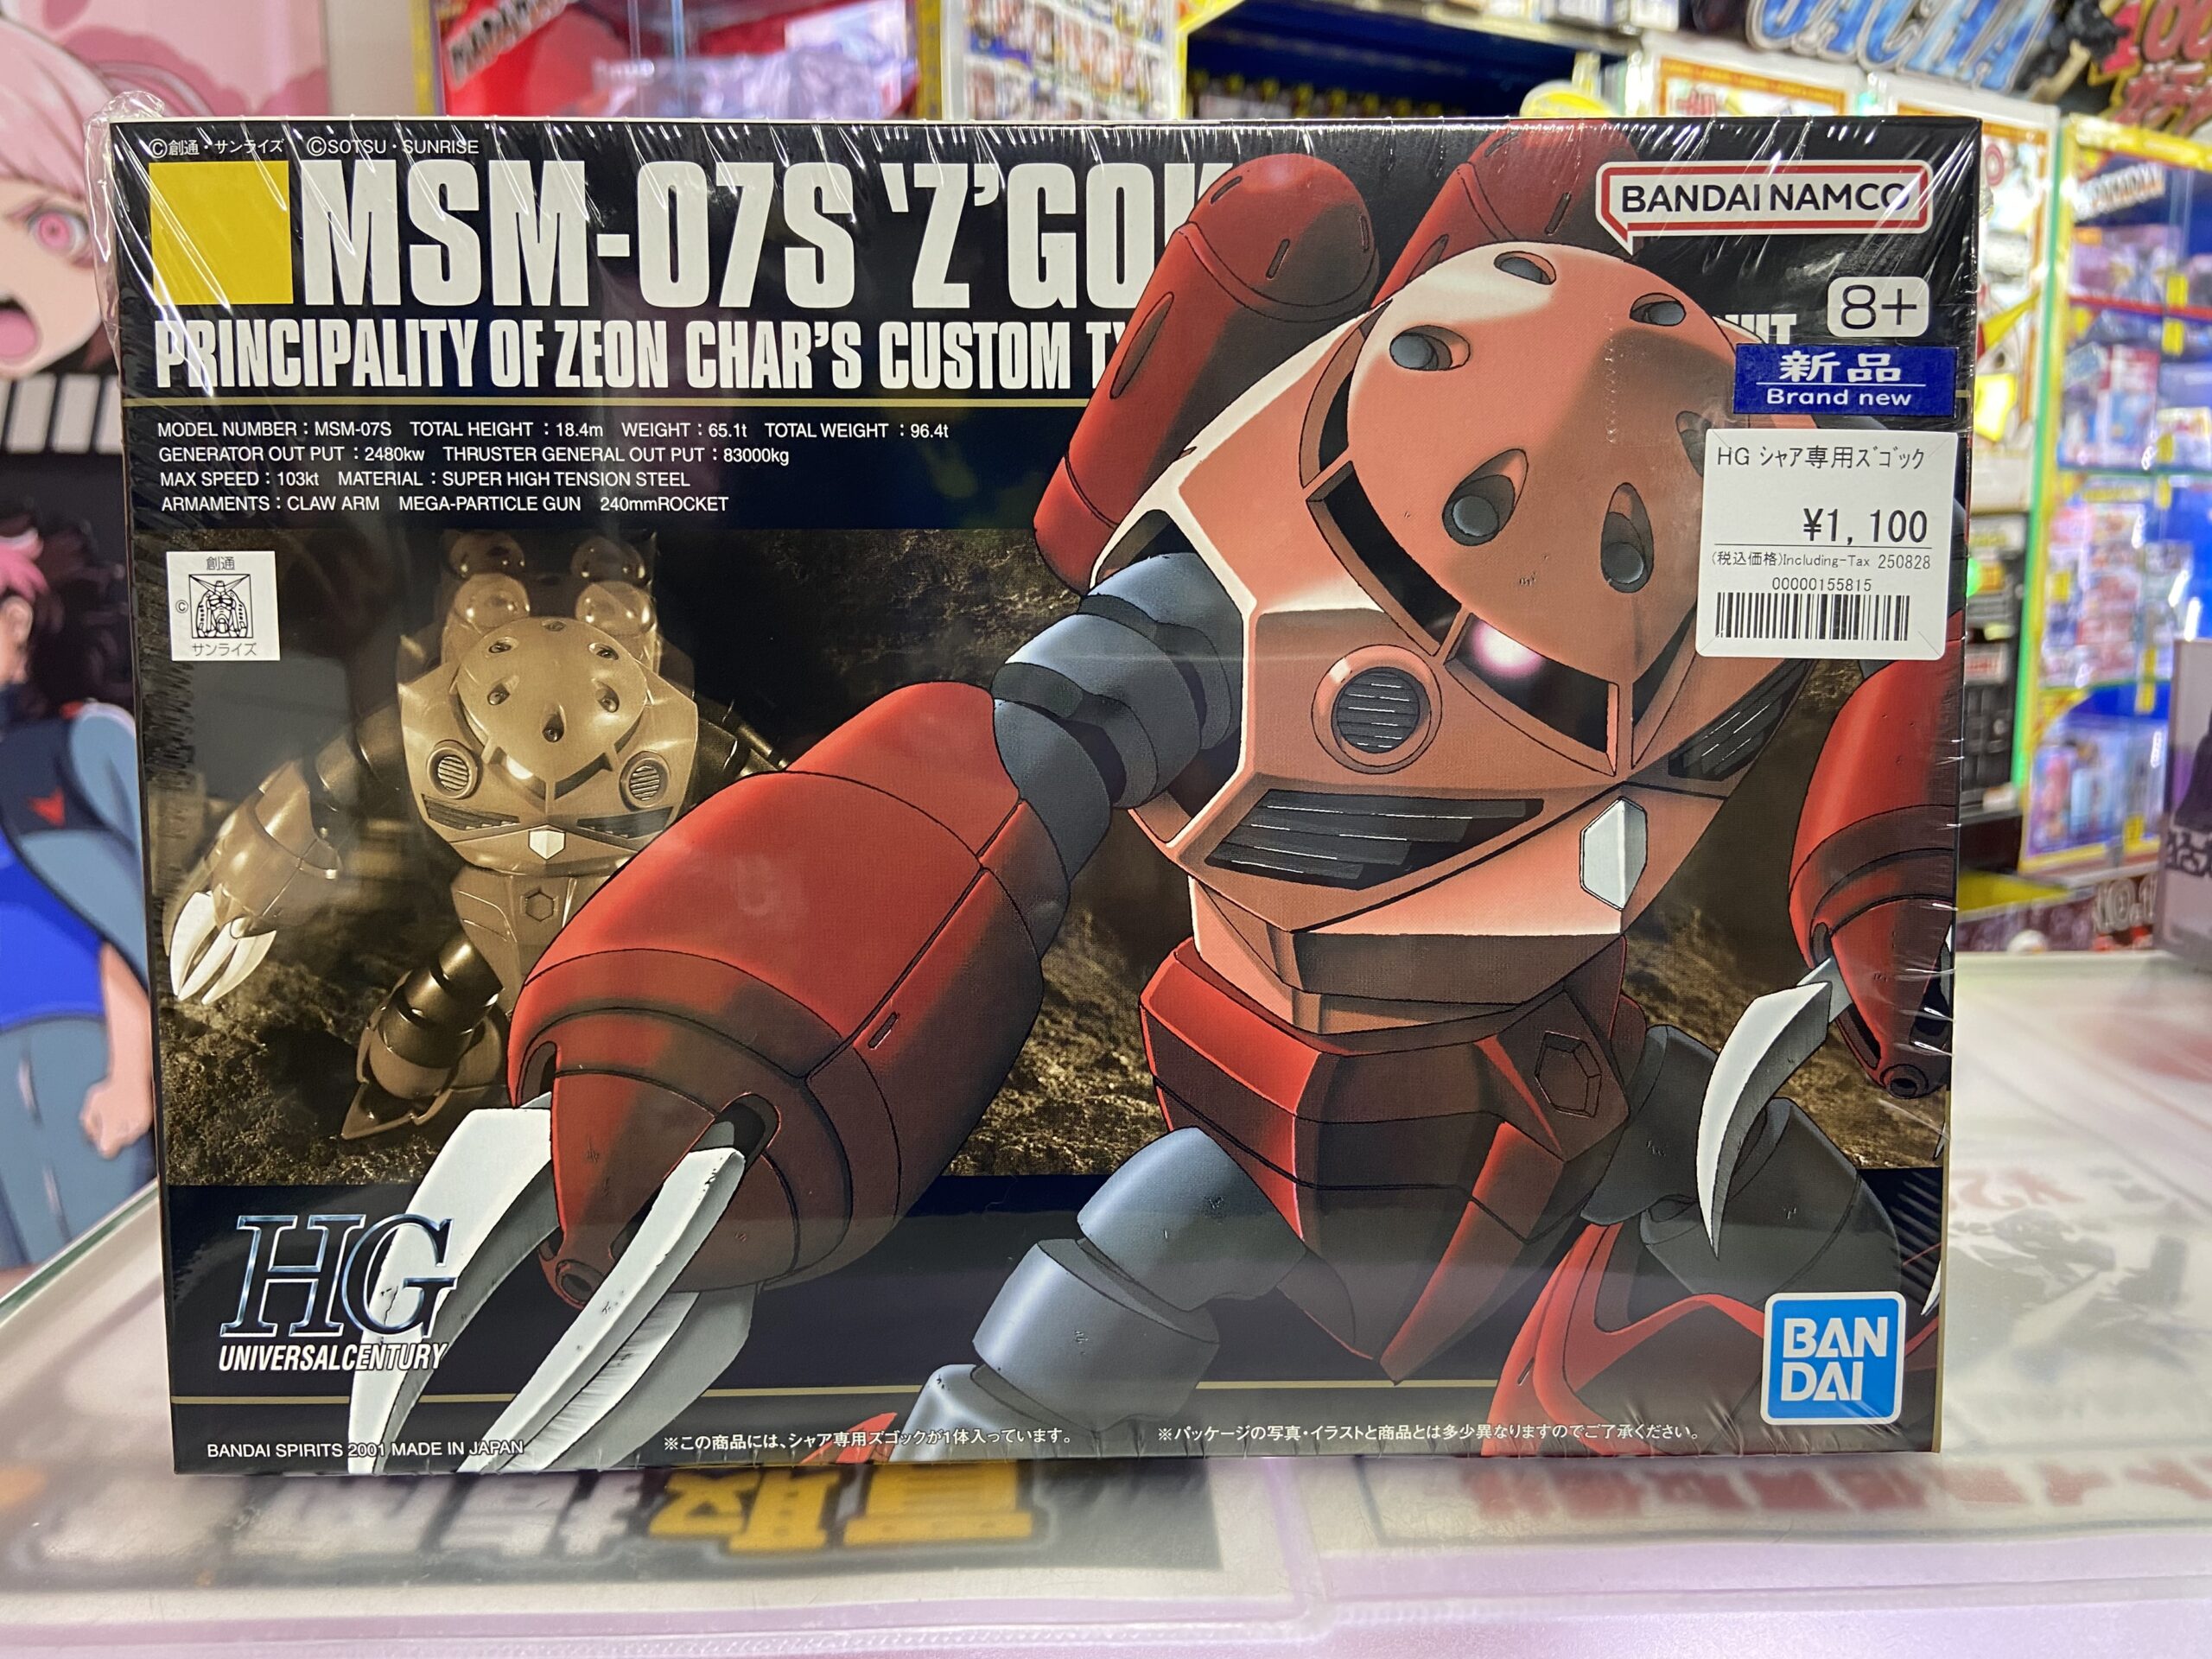 ©創通・サンライズ ©SOTSU・SUNRISE
MSM-07S 'Z'GOK
BANDAI NAMCO
PRINCIPALITY OF ZEON CHAR'S CUSTOM
8+
新品
Brand new
MODEL NUMBER：MSM-07S TOTAL HEIGHT：18.4m WEIGHT：65.1t TOTAL WEIGHT：96.4t
GENERATOR OUT PUT：2480kw THRUSTER GENERAL OUT PUT：83000kg
MAX SPEED：103kt MATERIAL：SUPER HIGH TENSION STEEL
ARMAMENTS：CLAW ARM MEGA-PARTICLE GUN 240mmROCKET
HG シャア専用ズゴック
¥1,100
(税込価格)Including-Tax 250828
00000155815
創通
©
サンライズ
HG
UNIVERSAL CENTURY
BAN
DAI
BANDAI SPIRITS 2001 MADE IN JAPAN
※この商品には、シャア専用ズゴックが1体入っています。
※パッケージの写真・イラストと商品とは多少異なりますのでご了承ください。
GACHA
買取